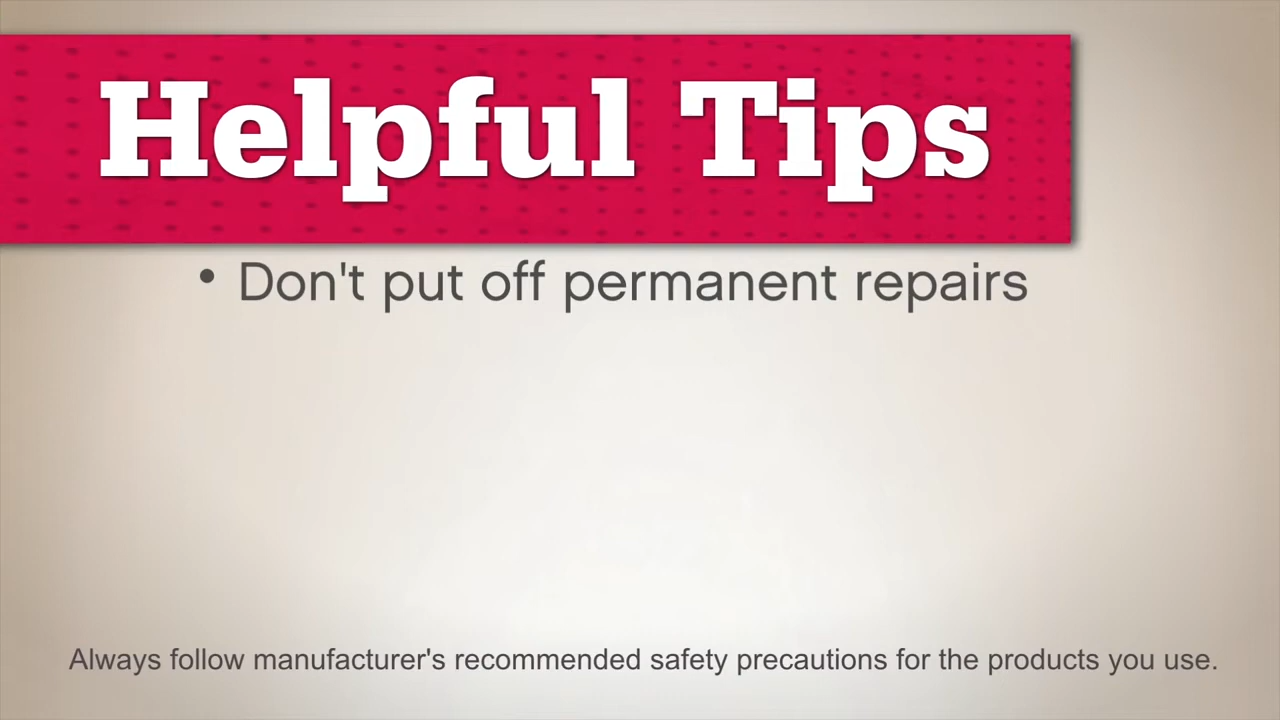 Helpful Tips
• Don't put off permanent repairs
Always follow manufacturer's recommended safety precautions for the products you use.